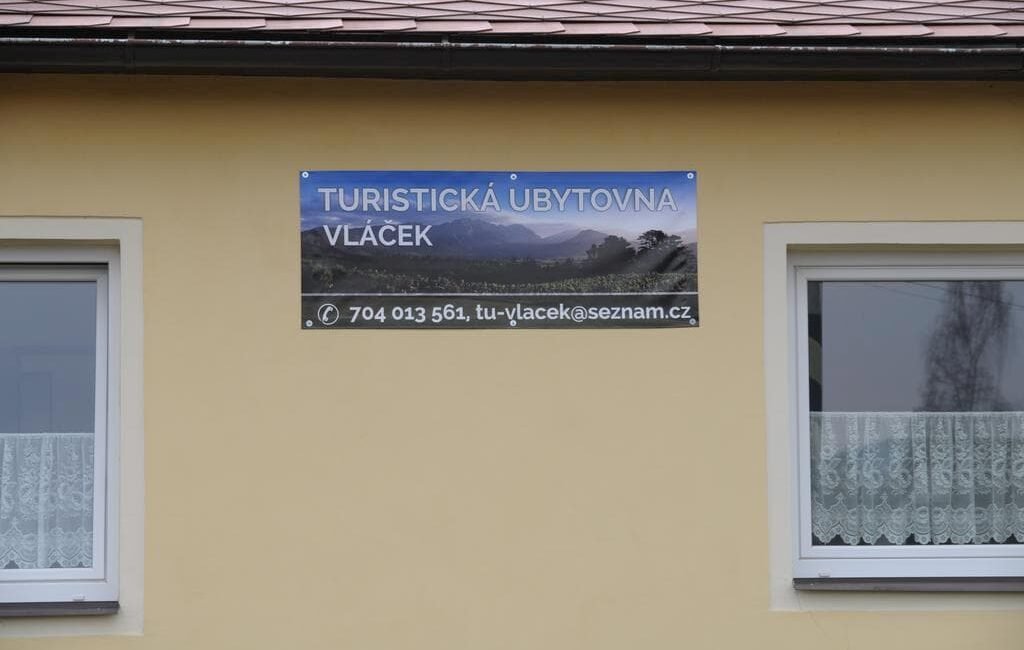 TURISTICKÁ UBYTOVNA
VLÁČEK
704 013 561, tu-vlacek@seznam.cz